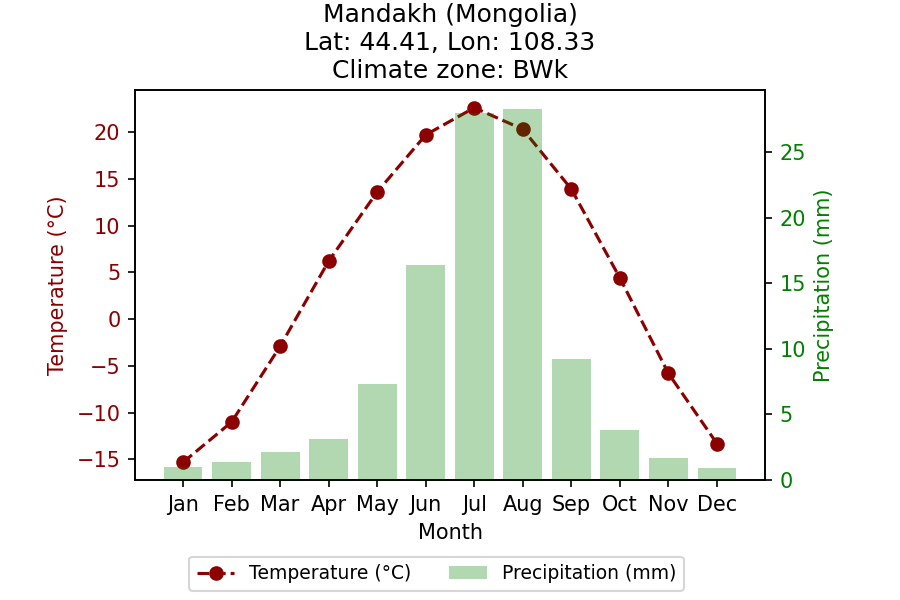 Mandakh (Mongolia)
Lat: 44.41, Lon: 108.33
Climate zone: BWk
Temperature (°C)
20
15
10
5
0
−5
−10
−15
25
20
15
10
5
0
Precipitation (mm)
Jan Feb Mar Apr May Jun Jul Aug Sep Oct Nov Dec
Month
Temperature (°C) Precipitation (mm)